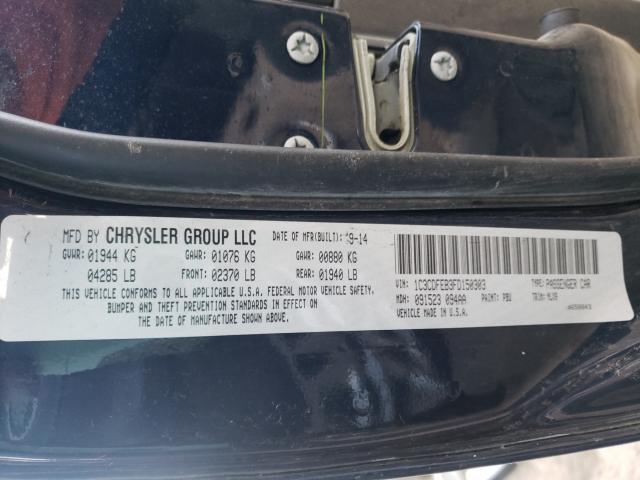 MFD BY CHRYSLER GROUP LLC DATE OF MFR(BUILT): 9-14
GVWR: 01944 KG GAWR: 01076 KG GAWR: 00880 KG
04285 LB FRONT: 02370 LB REAR: 01940 LB
THIS VEHICLE CONFORMS TO ALL APPLICABLE U.S.A. FEDERAL MOTOR VEHICLE SAFETY,
BUMPER AND THEFT PREVENTION STANDARDS IN EFFECT ON
THE DATE OF MANUFACTURE SHOWN ABOVE.
VIN: 1C3CDFEB3FD150303 TYPE: PASSENGER CAR
MDH: 091523 094AA PAINT: PBU TRIM:
VEHICLE MADE IN U.S.A.